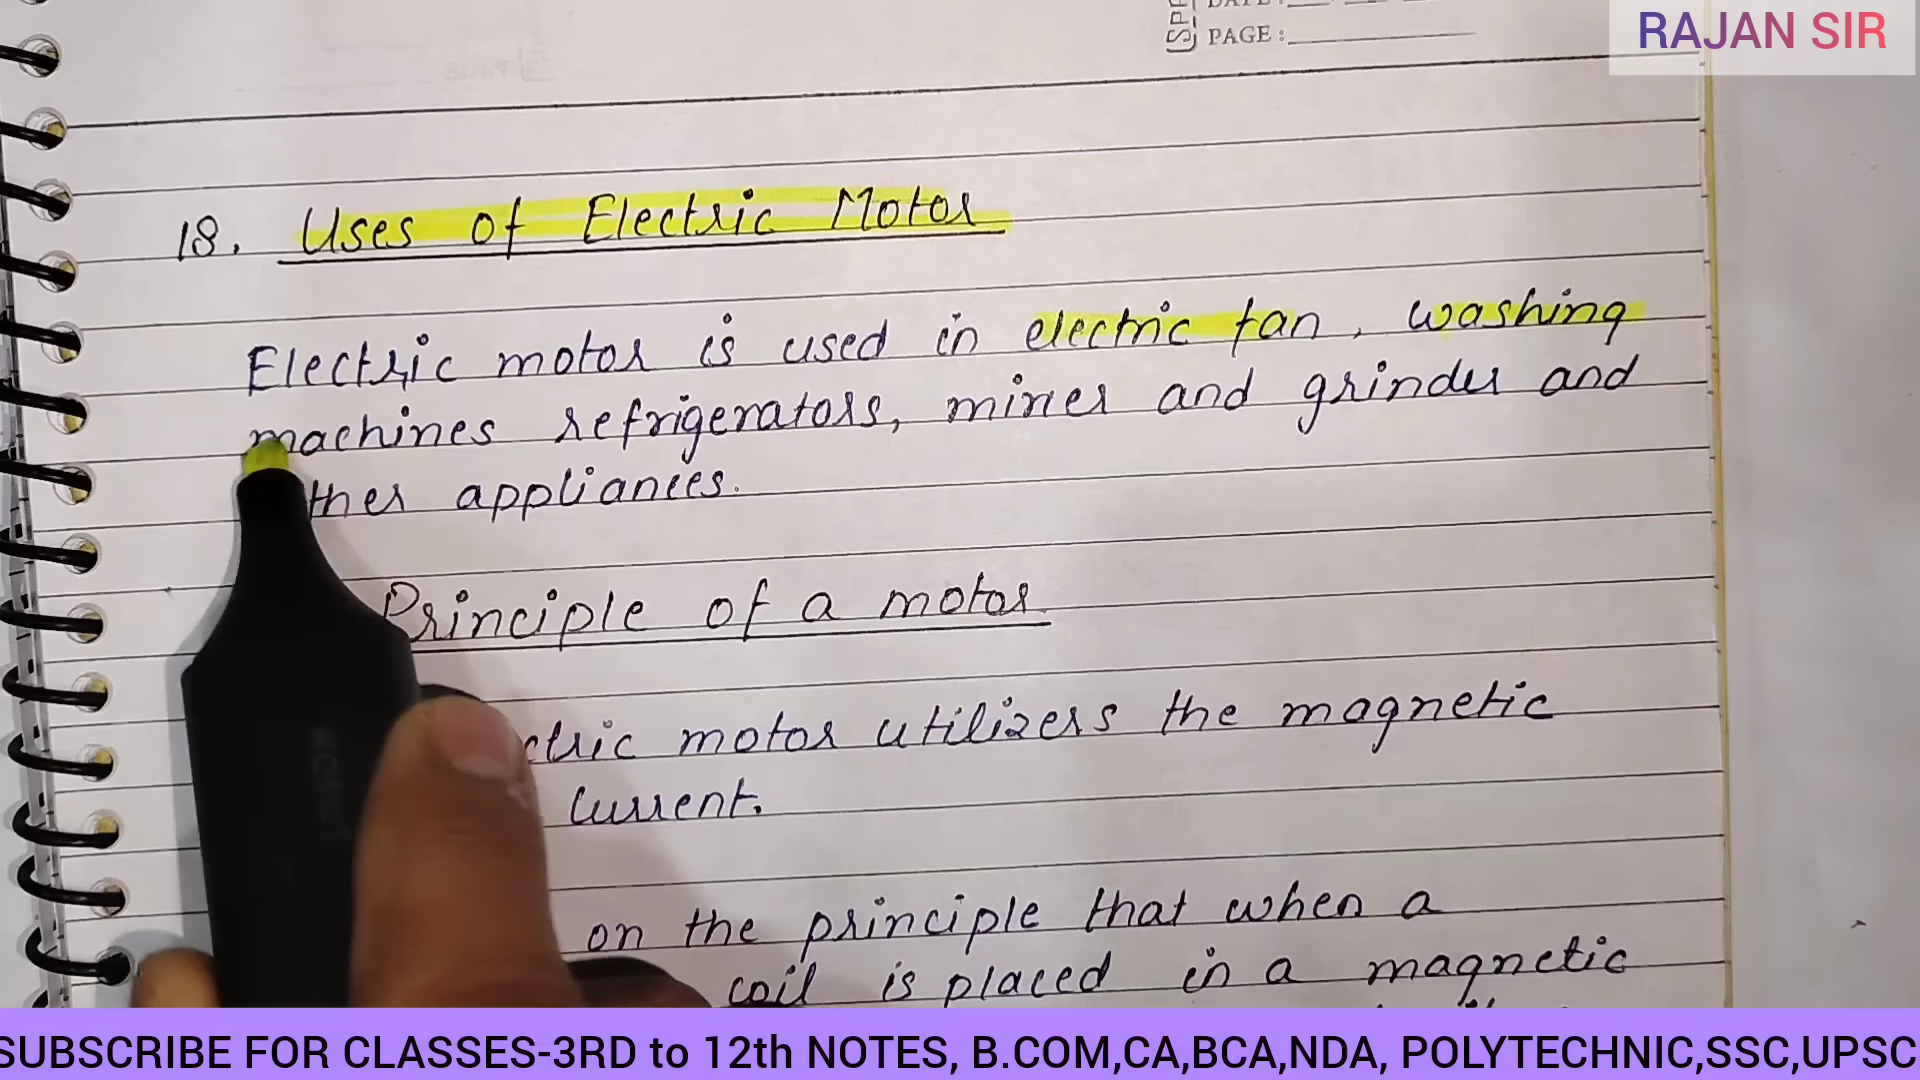 DATE:
PAGE:
RAJAN SIR
18. Uses of Electric Motor
Electric motor is used in electric fan, washing
machines refrigerators, mixer and grinder and
ther appliances.
Principle of a motor
ctric motor utilizers the magnetic
current.
on the principle that when a
coil is placed in a magnetic
SUBSCRIBE FOR CLASSES-3RD to 12th NOTES, B.COM,CA,BCA,NDA, POLYTECHNIC,SSC,UPSC